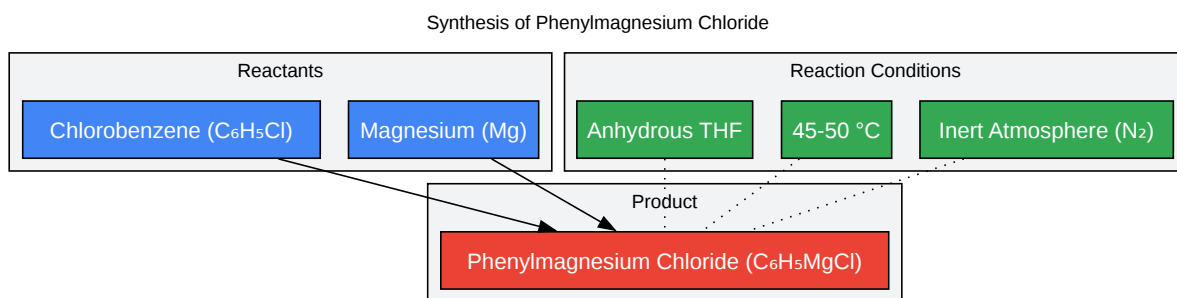 Synthesis of Phenylmagnesium Chloride
Reactants
Chlorobenzene (C₆H₅Cl)
Magnesium (Mg)
Reaction Conditions
Anhydrous THF
45-50 °C
Inert Atmosphere (N₂)
Product
Phenylmagnesium Chloride (C₆H₅MgCl)